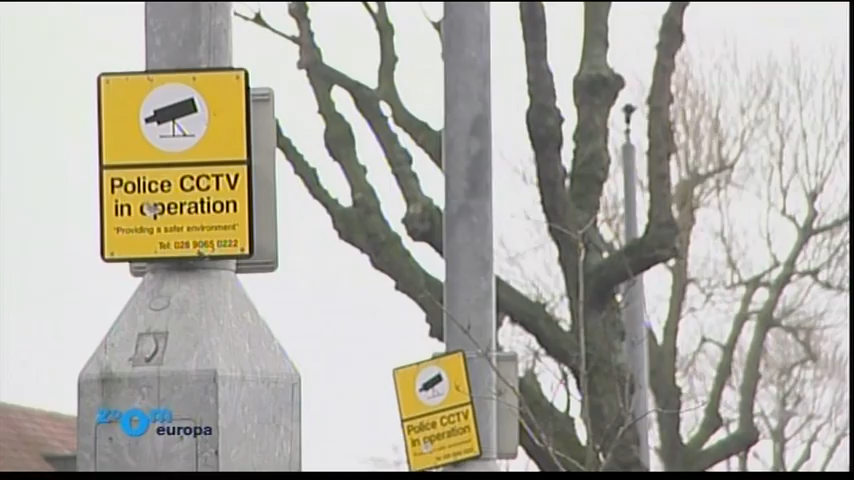 Police CCTV
in operation
"Providing a safer environment"
Tel: 028 9065 0222
Police CCTV
in operation
zoom
europa